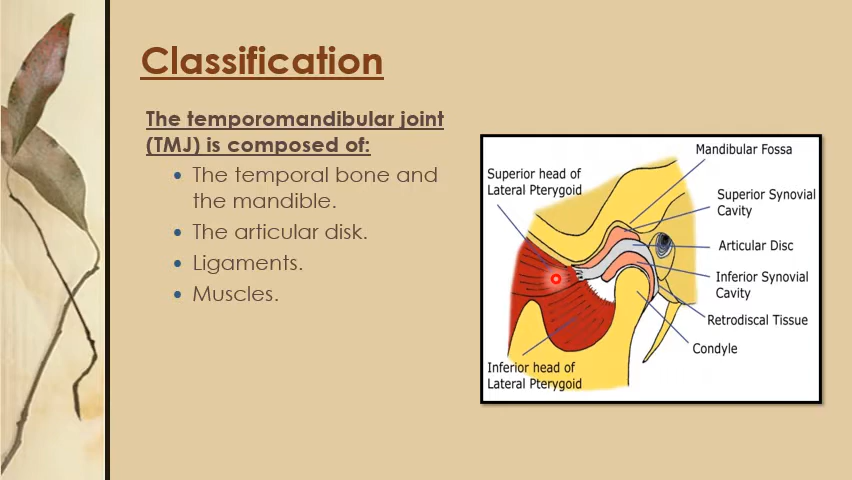 Classification
The temporomandibular joint
(TMJ) is composed of:
• The temporal bone and
the mandible.
• The articular disk.
• Ligaments.
• Muscles.
Mandibular Fossa
Superior head of
Lateral Pterygoid
Superior Synovial
Cavity
Articular Disc
Inferior Synovial
Cavity
Retrodiscal Tissue
Condyle
Inferior head of
Lateral Pterygoid